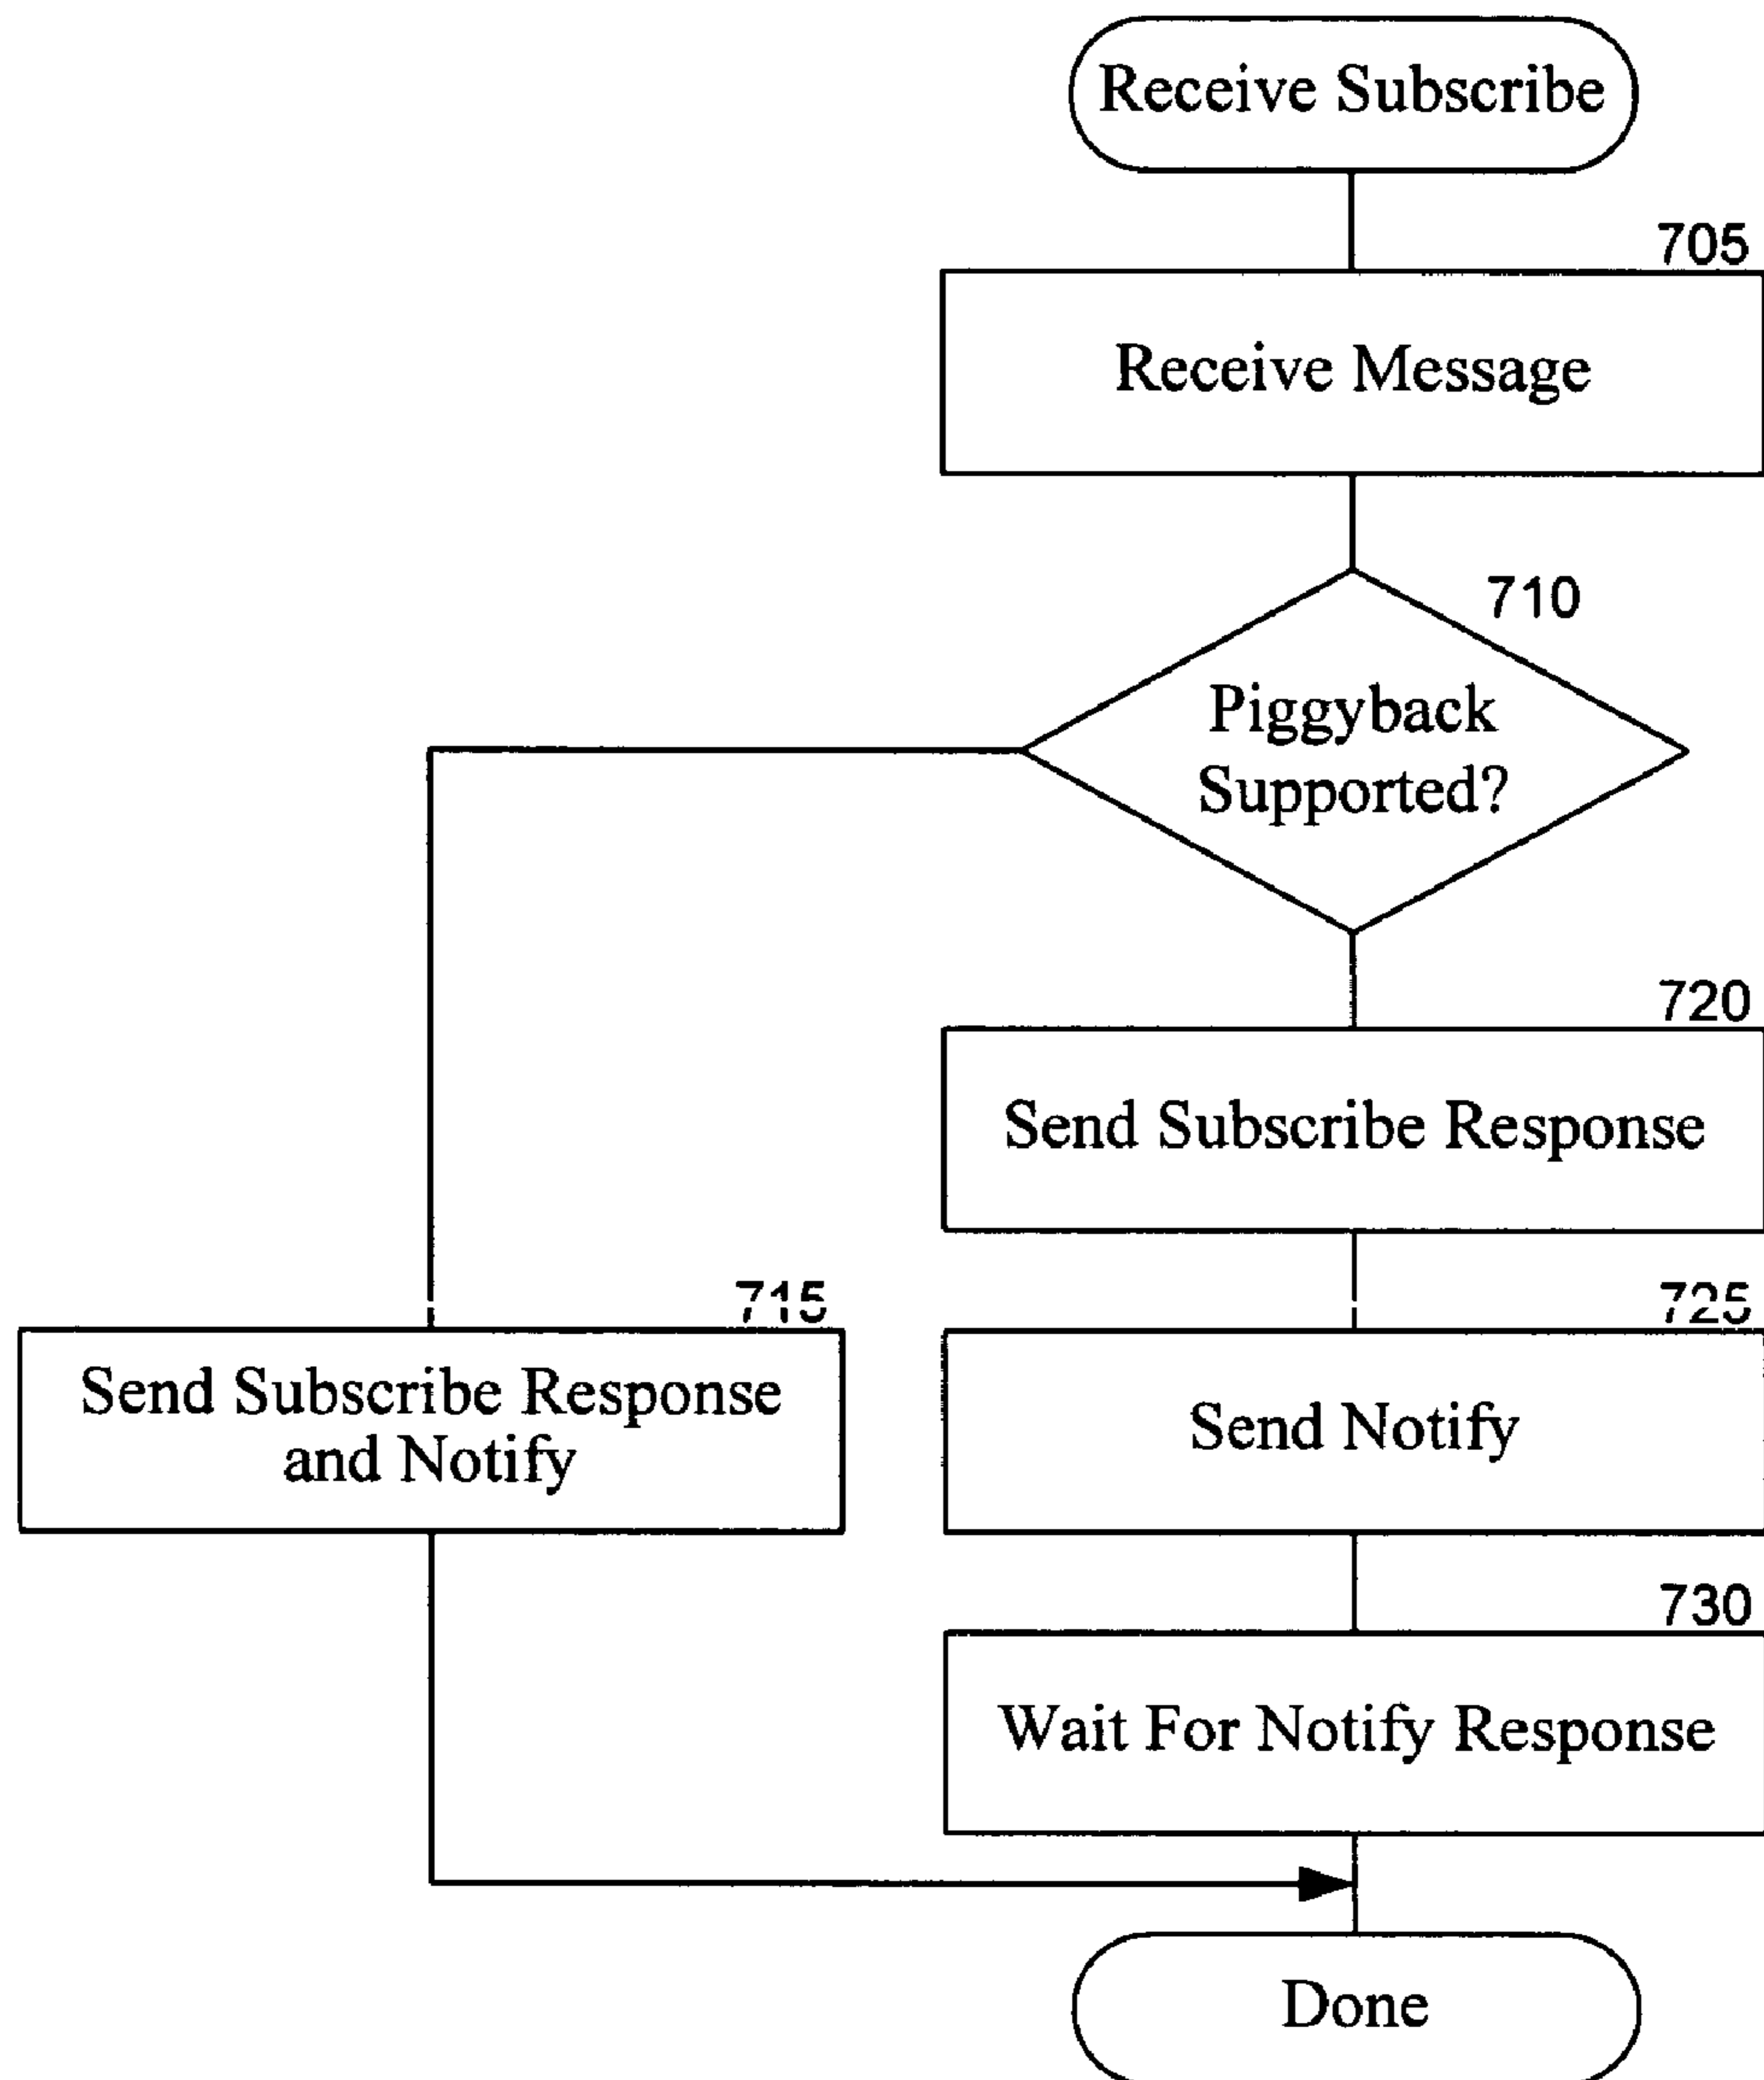 Receive Subscribe
705
Receive Message
710
Piggyback
Supported?
720
Send Subscribe Response
715
Send Subscribe Response
and Notify
725
Send Notify
730
Wait For Notify Response
Done